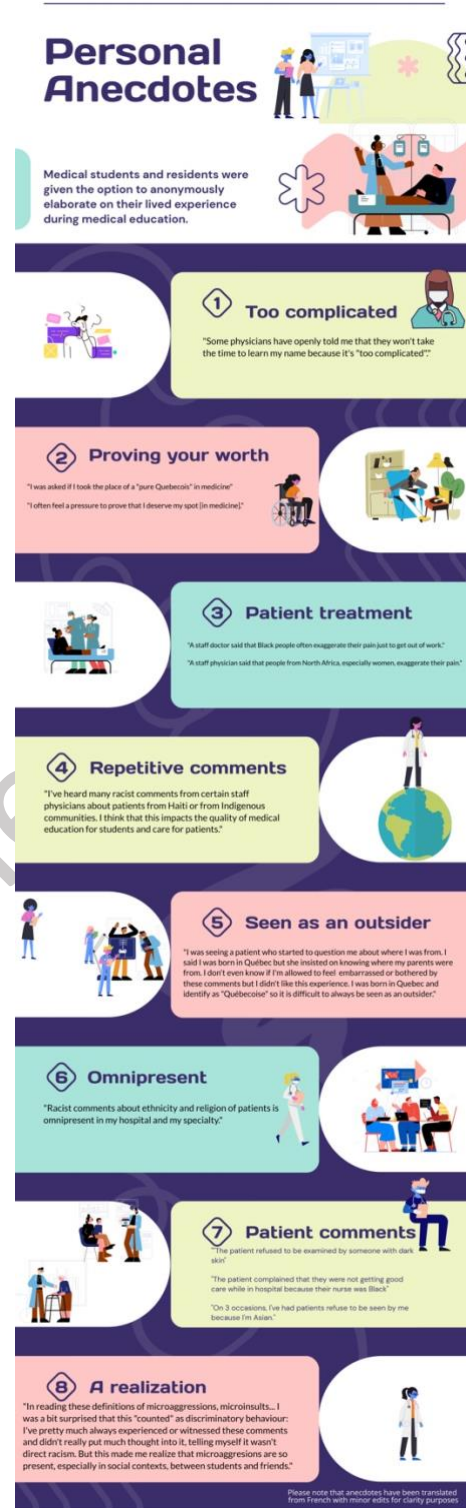 Personal
Anecdotes
Medical students and residents were
given the option to anonymously
elaborate on their lived experience
during medical education.
1 Too complicated
"Some physicians have openly told me that they won't take
the time to learn my name because it's "too complicated"."
2 Proving your worth
"I was asked if I took the place of a "pure Quebecois" in medicine"
"I often feel a pressure to prove that I deserve my spot [in medicine]."
3 Patient treatment
"A staff doctor said that Black people often exaggerate their pain just to get out of work."
"A staff physician said that people from North Africa, especially women, exaggerate their pain."
4 Repetitive comments
"I've heard many racist comments from certain staff
physicians about patients from Haiti or from Indigenous
communities. I think that this impacts the quality of medical
education for students and care for patients."
5 Seen as an outsider
"I was seeing a patient who started to question me about where I was from. I
said I was born in Québec but she insisted on knowing where my parents were
from. I don't even know if I'm allowed to feel embarrassed or bothered by
these comments but I didn't like this experience. I was born in Quebec and
identify as "Québecoise" so it is difficult to always be seen as an outsider."
6 Omnipresent
"Racist comments about ethnicity and religion of patients is
omnipresent in my hospital and my specialty."
7 Patient comments
"The patient refused to be examined by someone with dark
skin"
"The patient complained that they were not getting good
care while in hospital because their nurse was Black"
"On 3 occasions, I've had patients refuse to be seen by me
because I'm Asian."
8 A realization
"In reading these definitions of microaggressions, microinsults... I
was a bit surprised that this "counted" as discriminatory behaviour:
I've pretty much always experienced or witnessed these comments
and didn't really put much thought into it, telling myself it wasn't
direct racism. But this made me realize that microaggressions are so
present, especially in social contexts, between students and friends."
Please note that anecdotes have been translated
from French with minor edits for clarity purposes